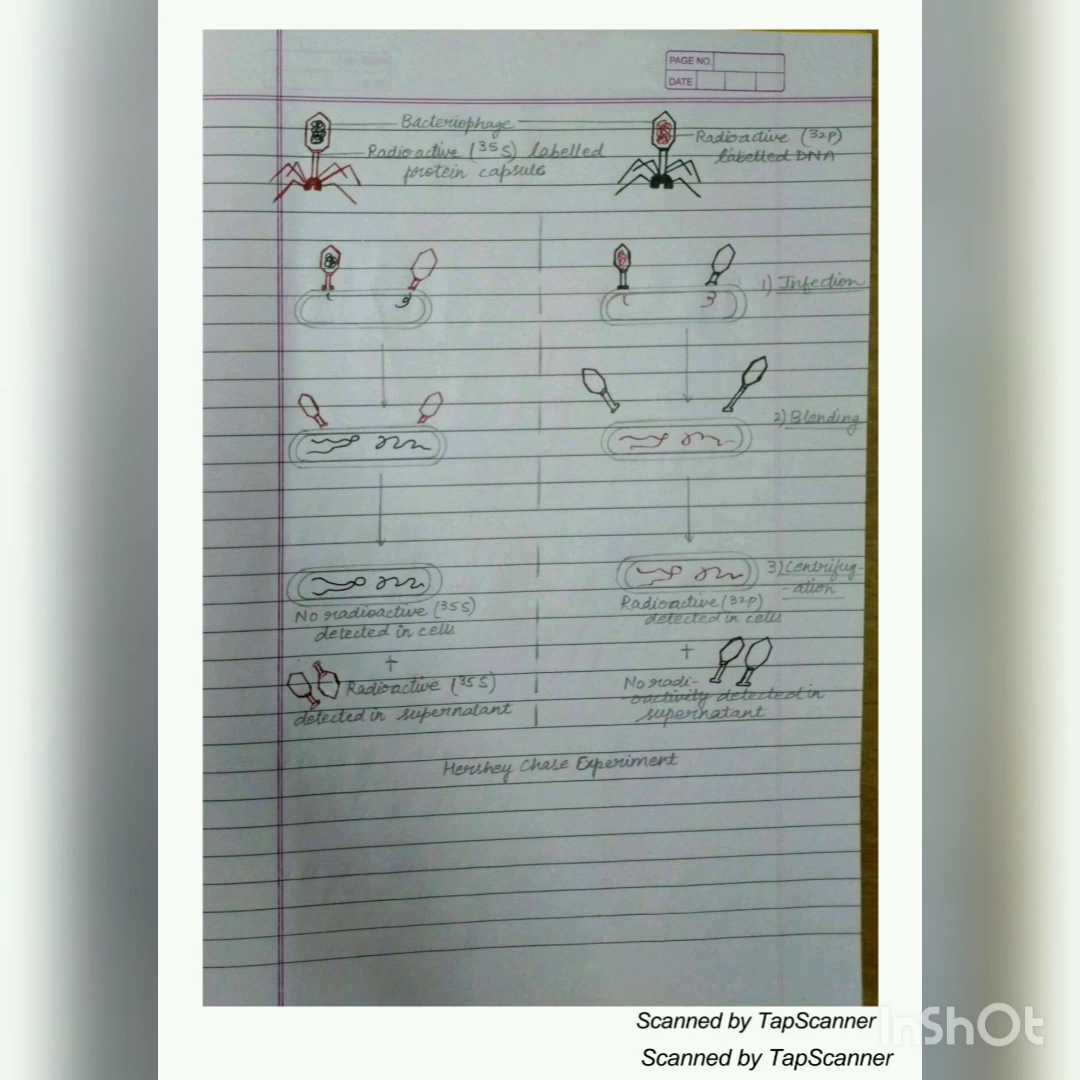 PAGE NO.
DATE
Bacteriophage
Radioactive (35S) labelled
protein capsule
Radioactive (32P)
labelled DNA
1) Infection
2) Blending
3) Centrifug-
-ation
No radioactive (35S)
detected in cells
+
Radioactive (35S)
detected in supernatant
Radioactive (32P)
detected in cells
+
No radi-
oactivity detected in
supernatant
Hershey Chase Experiment
Scanned by TapScanner
InShOt
Scanned by TapScanner